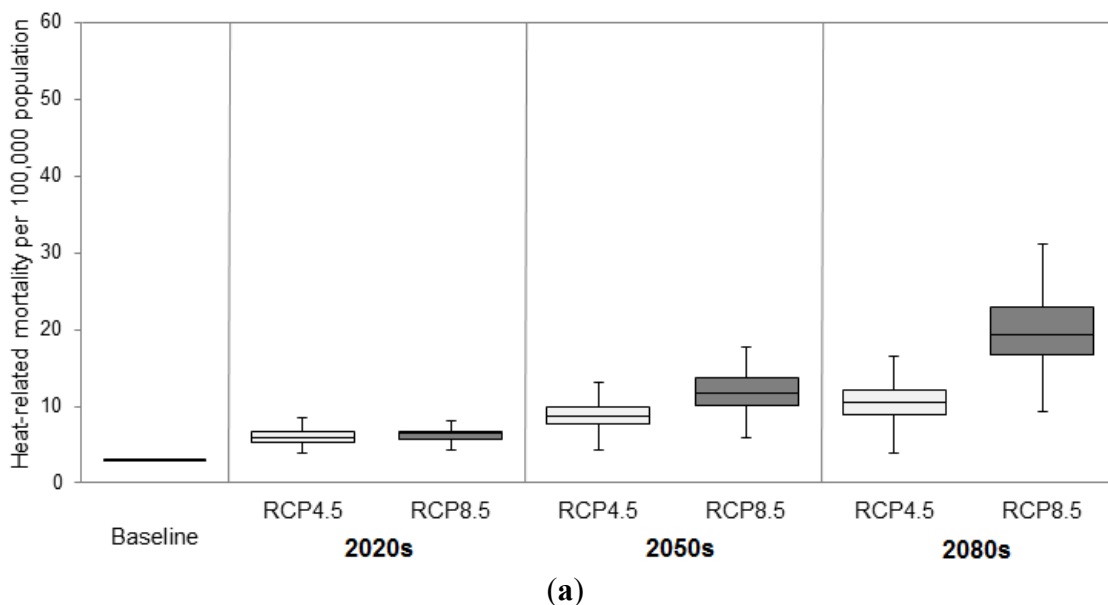 Heat-related mortality per 100,000 population
60
50
40
30
20
10
0
RCP4.5 RCP8.5 RCP4.5 RCP8.5 RCP4.5 RCP8.5
Baseline 2020s 2050s 2080s
(a)